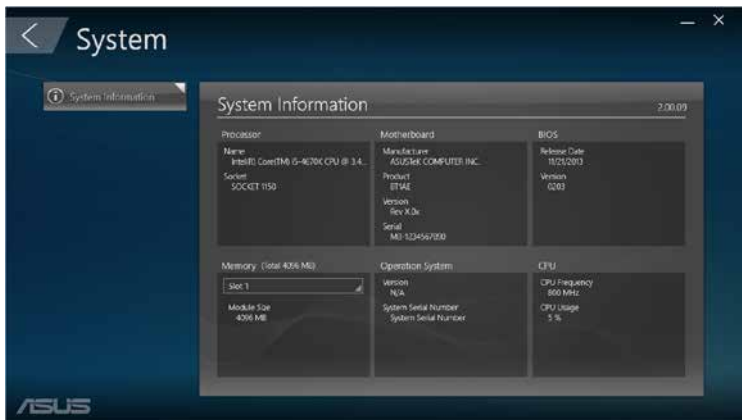 System
System Information
System Information
2.00.09
Processor
Name
Intel(R) Core(TM) i5-4670K CPU @ 3.4...
Socket
SOCKET 1150
Motherboard
Manufacturer
ASUSTeK COMPUTER INC.
Product
BT1AE
Version
Rev X.0x
Serial
MB-1234567890
BIOS
Release Date
11/21/2013
Version
0203
Memory (Total 4096 MB)
Slot 1
Module Size
4096 MB
Operation System
Version
N/A
System Serial Number
System Serial Number
CPU
CPU Frequency
800 MHz
CPU Usage
5 %
ASUS